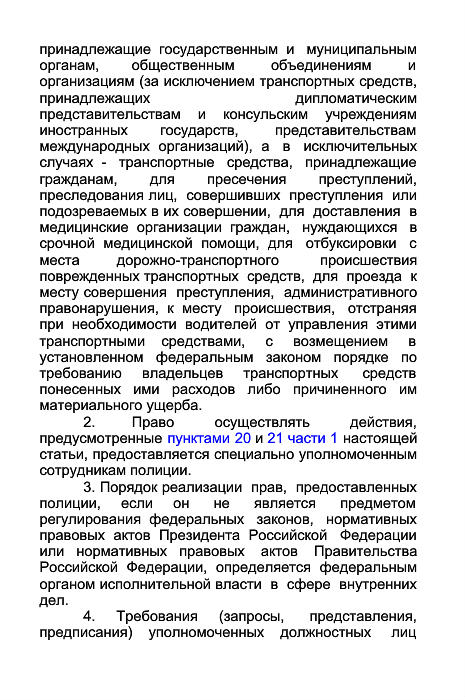 принадлежащие государственным и муниципальным
органам, общественным объединениям и
организациям (за исключением транспортных средств,
принадлежащих дипломатическим
представительствам и консульским учреждениям
иностранных государств, представительствам
международных организаций), а в исключительных
случаях - транспортные средства, принадлежащие
гражданам, для пресечения преступлений,
преследования лиц, совершивших преступления или
подозреваемых в их совершении, для доставления в
медицинские организации граждан, нуждающихся в
срочной медицинской помощи, для отбуксировки с
места дорожно-транспортного происшествия
поврежденных транспортных средств, для проезда к
месту совершения преступления, административного
правонарушения, к месту происшествия, отстраняя
при необходимости водителей от управления этими
транспортными средствами, с возмещением в
установленном федеральным законом порядке по
требованию владельцев транспортных средств
понесенных ими расходов либо причиненного им
материального ущерба.
2. Право осуществлять действия,
предусмотренные пунктами 20 и 21 части 1 настоящей
статьи, предоставляется специально уполномоченным
сотрудникам полиции.
3. Порядок реализации прав, предоставленных
полиции, если он не является предметом
регулирования федеральных законов, нормативных
правовых актов Президента Российской Федерации
или нормативных правовых актов Правительства
Российской Федерации, определяется федеральным
органом исполнительной власти в сфере внутренних
дел.
4. Требования (запросы, представления,
предписания) уполномоченных должностных лиц